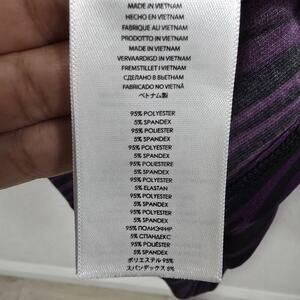 MADE IN VIETNAM
HECHO EN VIETNAM
FABRIQUE AU VIETNAM
PRODOTTO IN VIETNAM
MADE IN VIETNAM
VERVAARDIGD IN VIETNAM
FREMSTILLET I VIETNAM
СДЕЛАНО В ВЬЕТНАМ
FABRICADO NO VIETNÃ
ベトナム製
95% POLYESTER
5% SPANDEX
95% POLIESTER
5% SPANDEX
95% POLYESTER
5% SPANDEX
95% POLIESTERE
5% SPANDEX
95% POLYESTER
5% ELASTAN
95% POLYESTER
5% SPANDEX
95% POLYESTER
5% SPANDEX
95% ПОЛИЭФИР
5% СПАНДЕКС
95% POLIÉSTER
5% SPANDEX
ポリエステル 95%
スパンデックス 5%